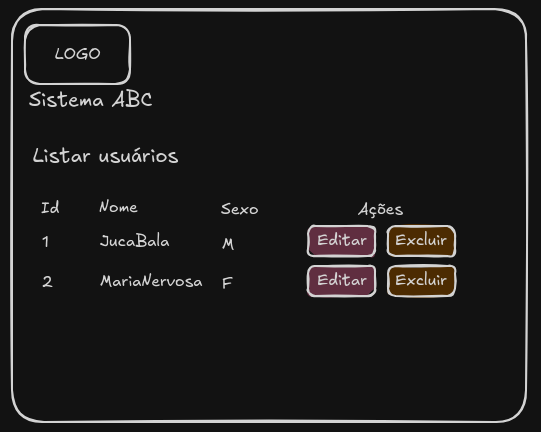 LOGO
Sistema ABC
Listar usuários
Id Nome Sexo Ações
1 JucaBala M Editar Excluir
2 MariaNervosa F Editar Excluir